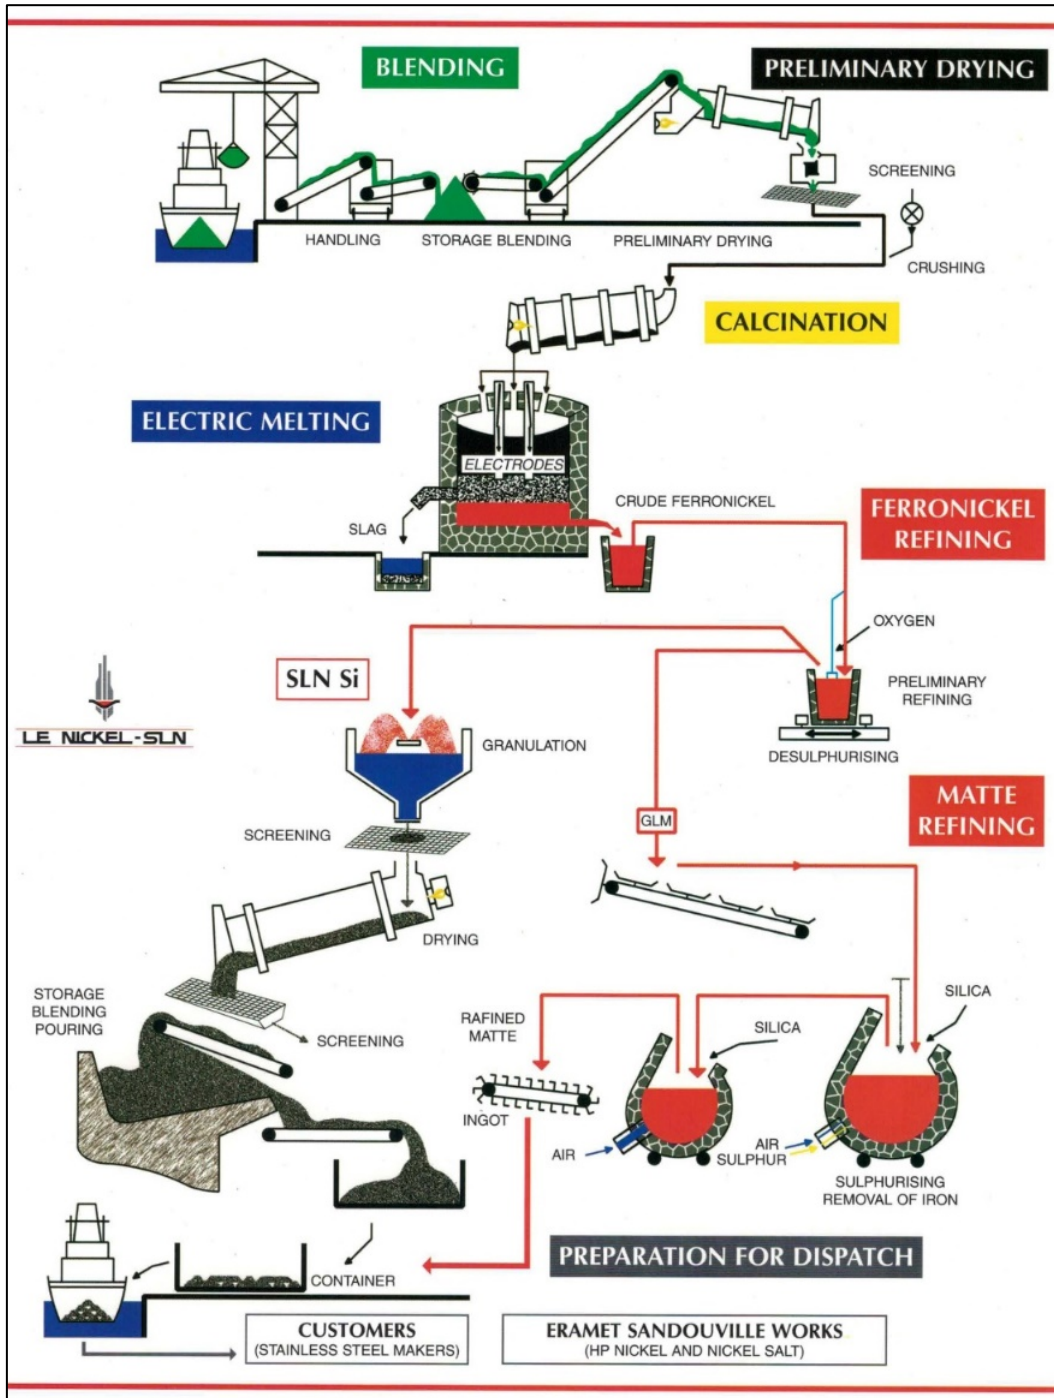 BLENDING
PRELIMINARY DRYING
SCREENING
HANDLING
STORAGE BLENDING
PRELIMINARY DRYING
CRUSHING
CALCINATION
ELECTRIC MELTING
ELECTRODES
CRUDE FERRONICKEL
FERRONICKEL
REFINING
SLAG
OXYGEN
SLN Si
PRELIMINARY
REFINING
LE NICKEL-SLN
GRANULATION
DESULPHURISING
MATTE
REFINING
GLM
SCREENING
DRYING
STORAGE
BLENDING
POURING
SCREENING
RAFINED
MATTE
SILICA
SILICA
INGOT
AIR
AIR
SULPHUR
SULPHURISING
REMOVAL OF IRON
PREPARATION FOR DISPATCH
CONTAINER
CUSTOMERS
(STAINLESS STEEL MAKERS)
ERAMET SANDOUVILLE WORKS
(HP NICKEL AND NICKEL SALT)